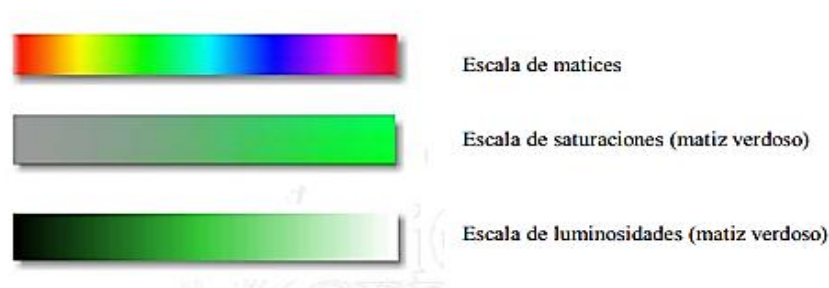 Escala de matices
Escala de saturaciones (matiz verdoso)
Escala de luminosidades (matiz verdoso)